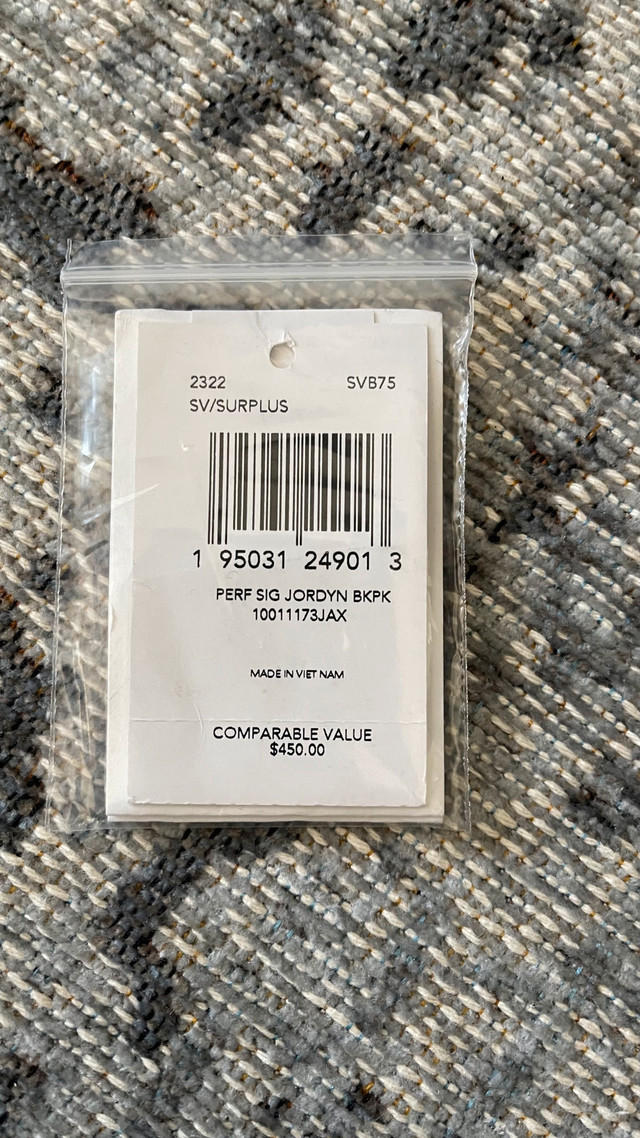 2322 SVB75
SV/SURPLUS
1 95031 24901 3
PERF SIG JORDYN BKPK
10011173JAX
MADE IN VIET NAM
COMPARABLE VALUE
$450.00